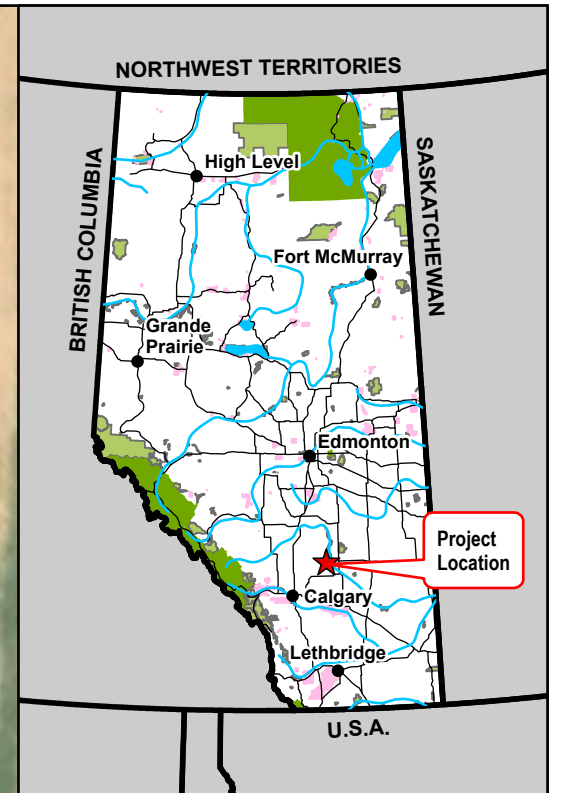 NORTHWEST TERRITORIES
BRITISH COLUMBIA
SASKATCHEWAN
High Level
Fort McMurray
Grande
Prairie
Edmonton
Project
Location
Calgary
Lethbridge
U.S.A.